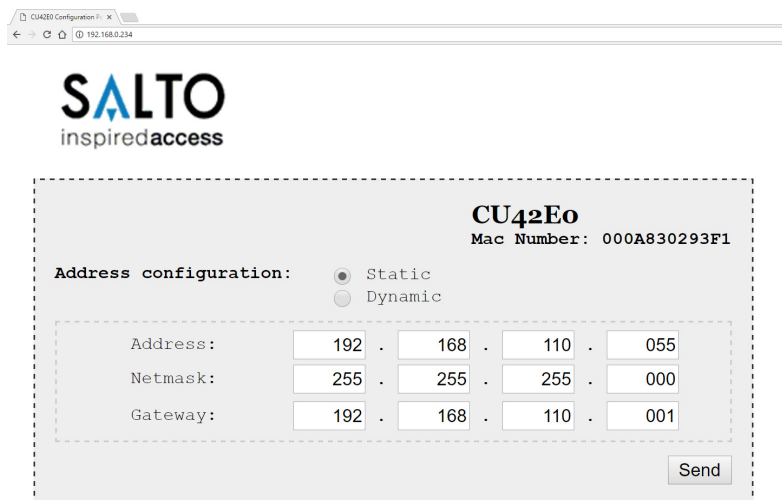 CU42E0 Configuration
192.168.0.234
SALTO
inspiredaccess
CU42E0
Mac Number: 000A830293F1
Address configuration: Static
Dynamic
Address: 192 . 168 . 110 . 055
Netmask: 255 . 255 . 255 . 000
Gateway: 192 . 168 . 110 . 001
Send